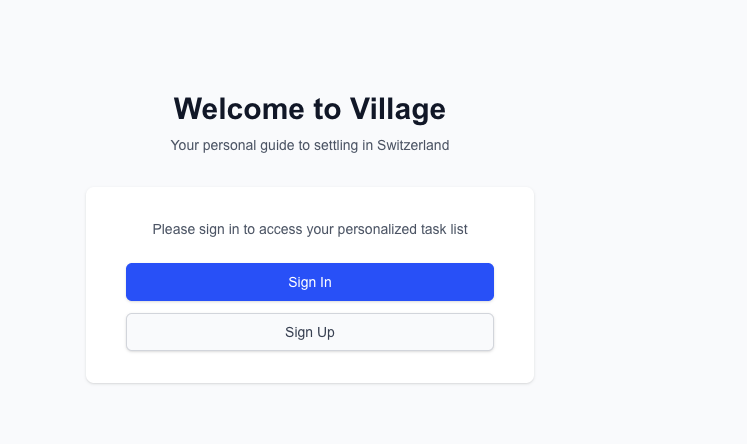 Welcome to Village
Your personal guide to settling in Switzerland
Please sign in to access your personalized task list
Sign In
Sign Up